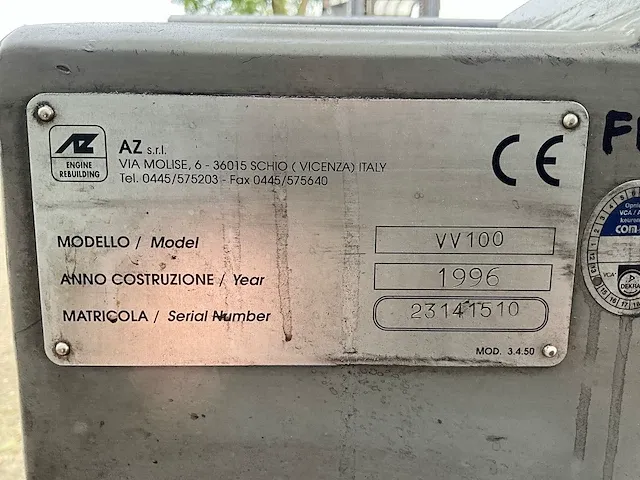 AZ
ENGINE
REBUILDING
AZ s.r.l.
VIA MOLISE, 6 - 36015 SCHIO ( VICENZA) ITALY
Tel. 0445/575203 - Fax 0445/575640
CE
MODELLO / Model VV100
ANNO COSTRUZIONE / Year 1996
MATRICOLA / Serial Number 23141510
MOD. 3.4.50
VCA
DEKRA